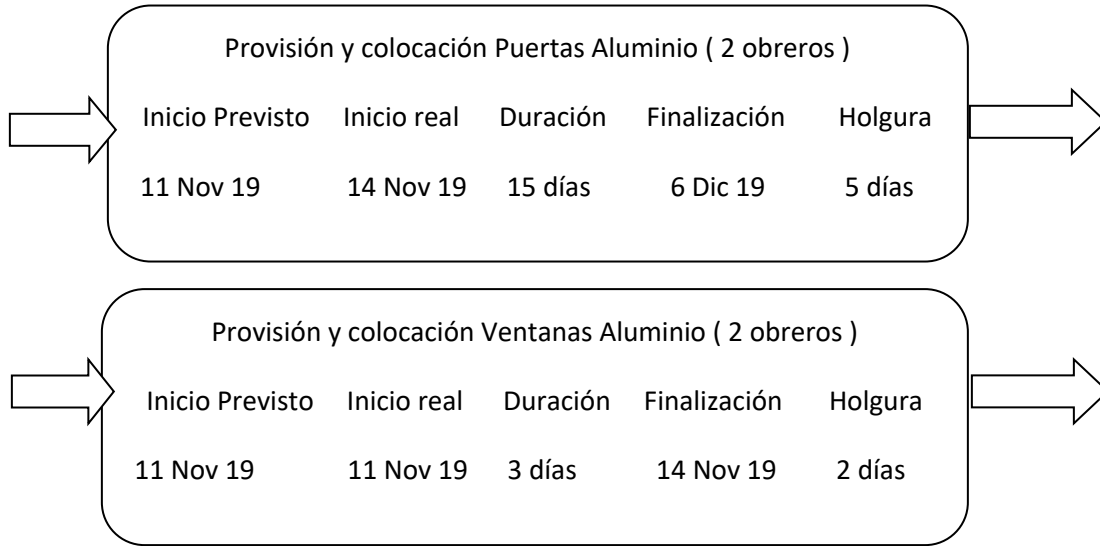 Provisión y colocación Puertas Aluminio ( 2 obreros )
Inicio Previsto Inicio real Duración Finalización Holgura
11 Nov 19 14 Nov 19 15 días 6 Dic 19 5 días
Provisión y colocación Ventanas Aluminio ( 2 obreros )
Inicio Previsto Inicio real Duración Finalización Holgura
11 Nov 19 11 Nov 19 3 días 14 Nov 19 2 días